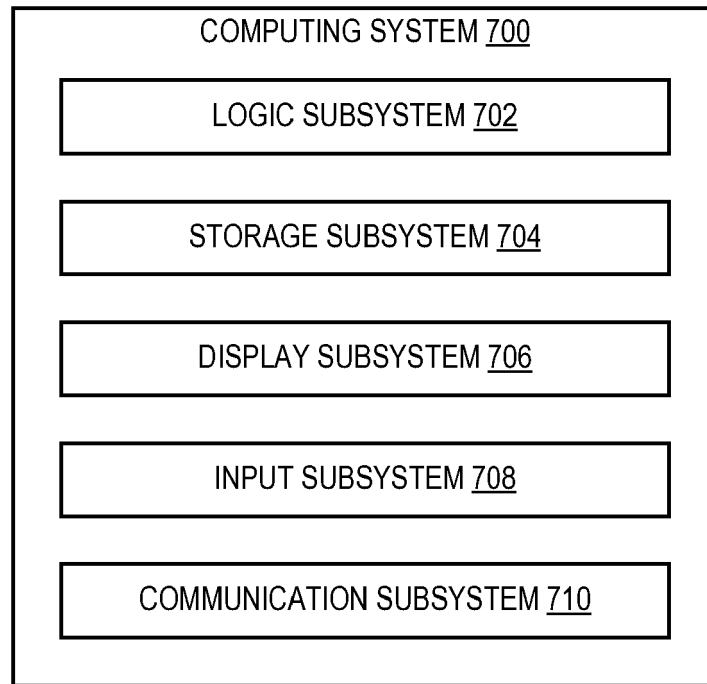 COMPUTING SYSTEM 700
LOGIC SUBSYSTEM 702
STORAGE SUBSYSTEM 704
DISPLAY SUBSYSTEM 706
INPUT SUBSYSTEM 708
COMMUNICATION SUBSYSTEM 710